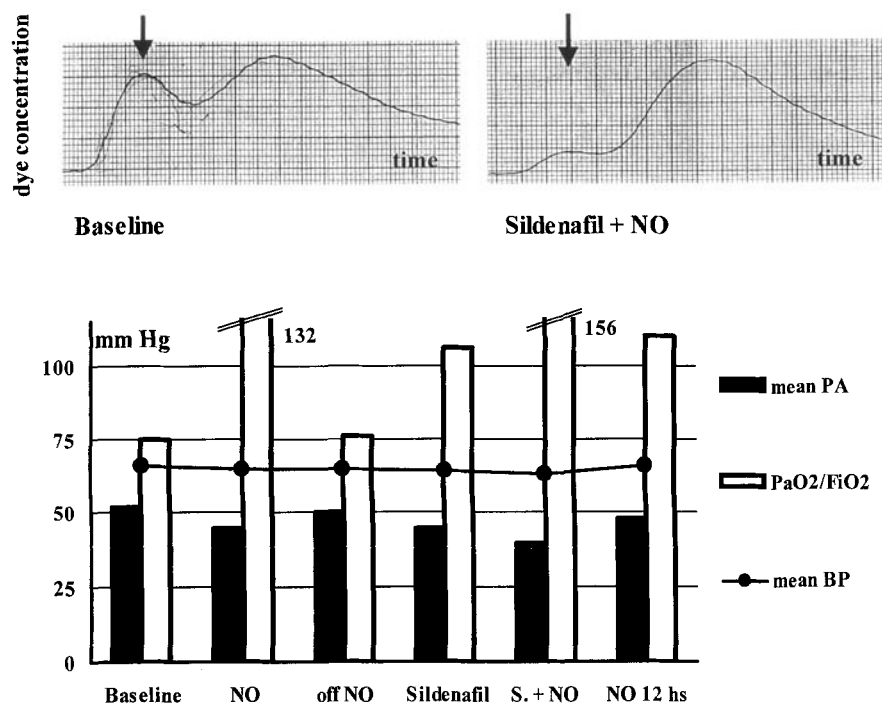 dye concentration
time
time
Baseline
Sildenafil + NO
mm Hg
132
156
100
75
50
25
0
Baseline NO off NO Sildenafil S. + NO NO 12 hs
mean PA
PaO2/FiO2
mean BP